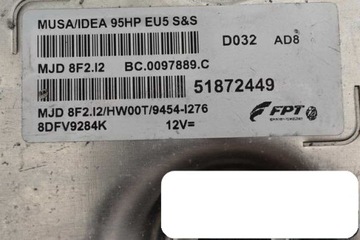 MUSA/IDEA 95HP EU5 S&S
D032 AD8
MJD 8F2.I2 BC.0097889.C
51872449
MJD 8F2.I2/HW00T/9454-I276
8DFV9284K 12V=
FPT